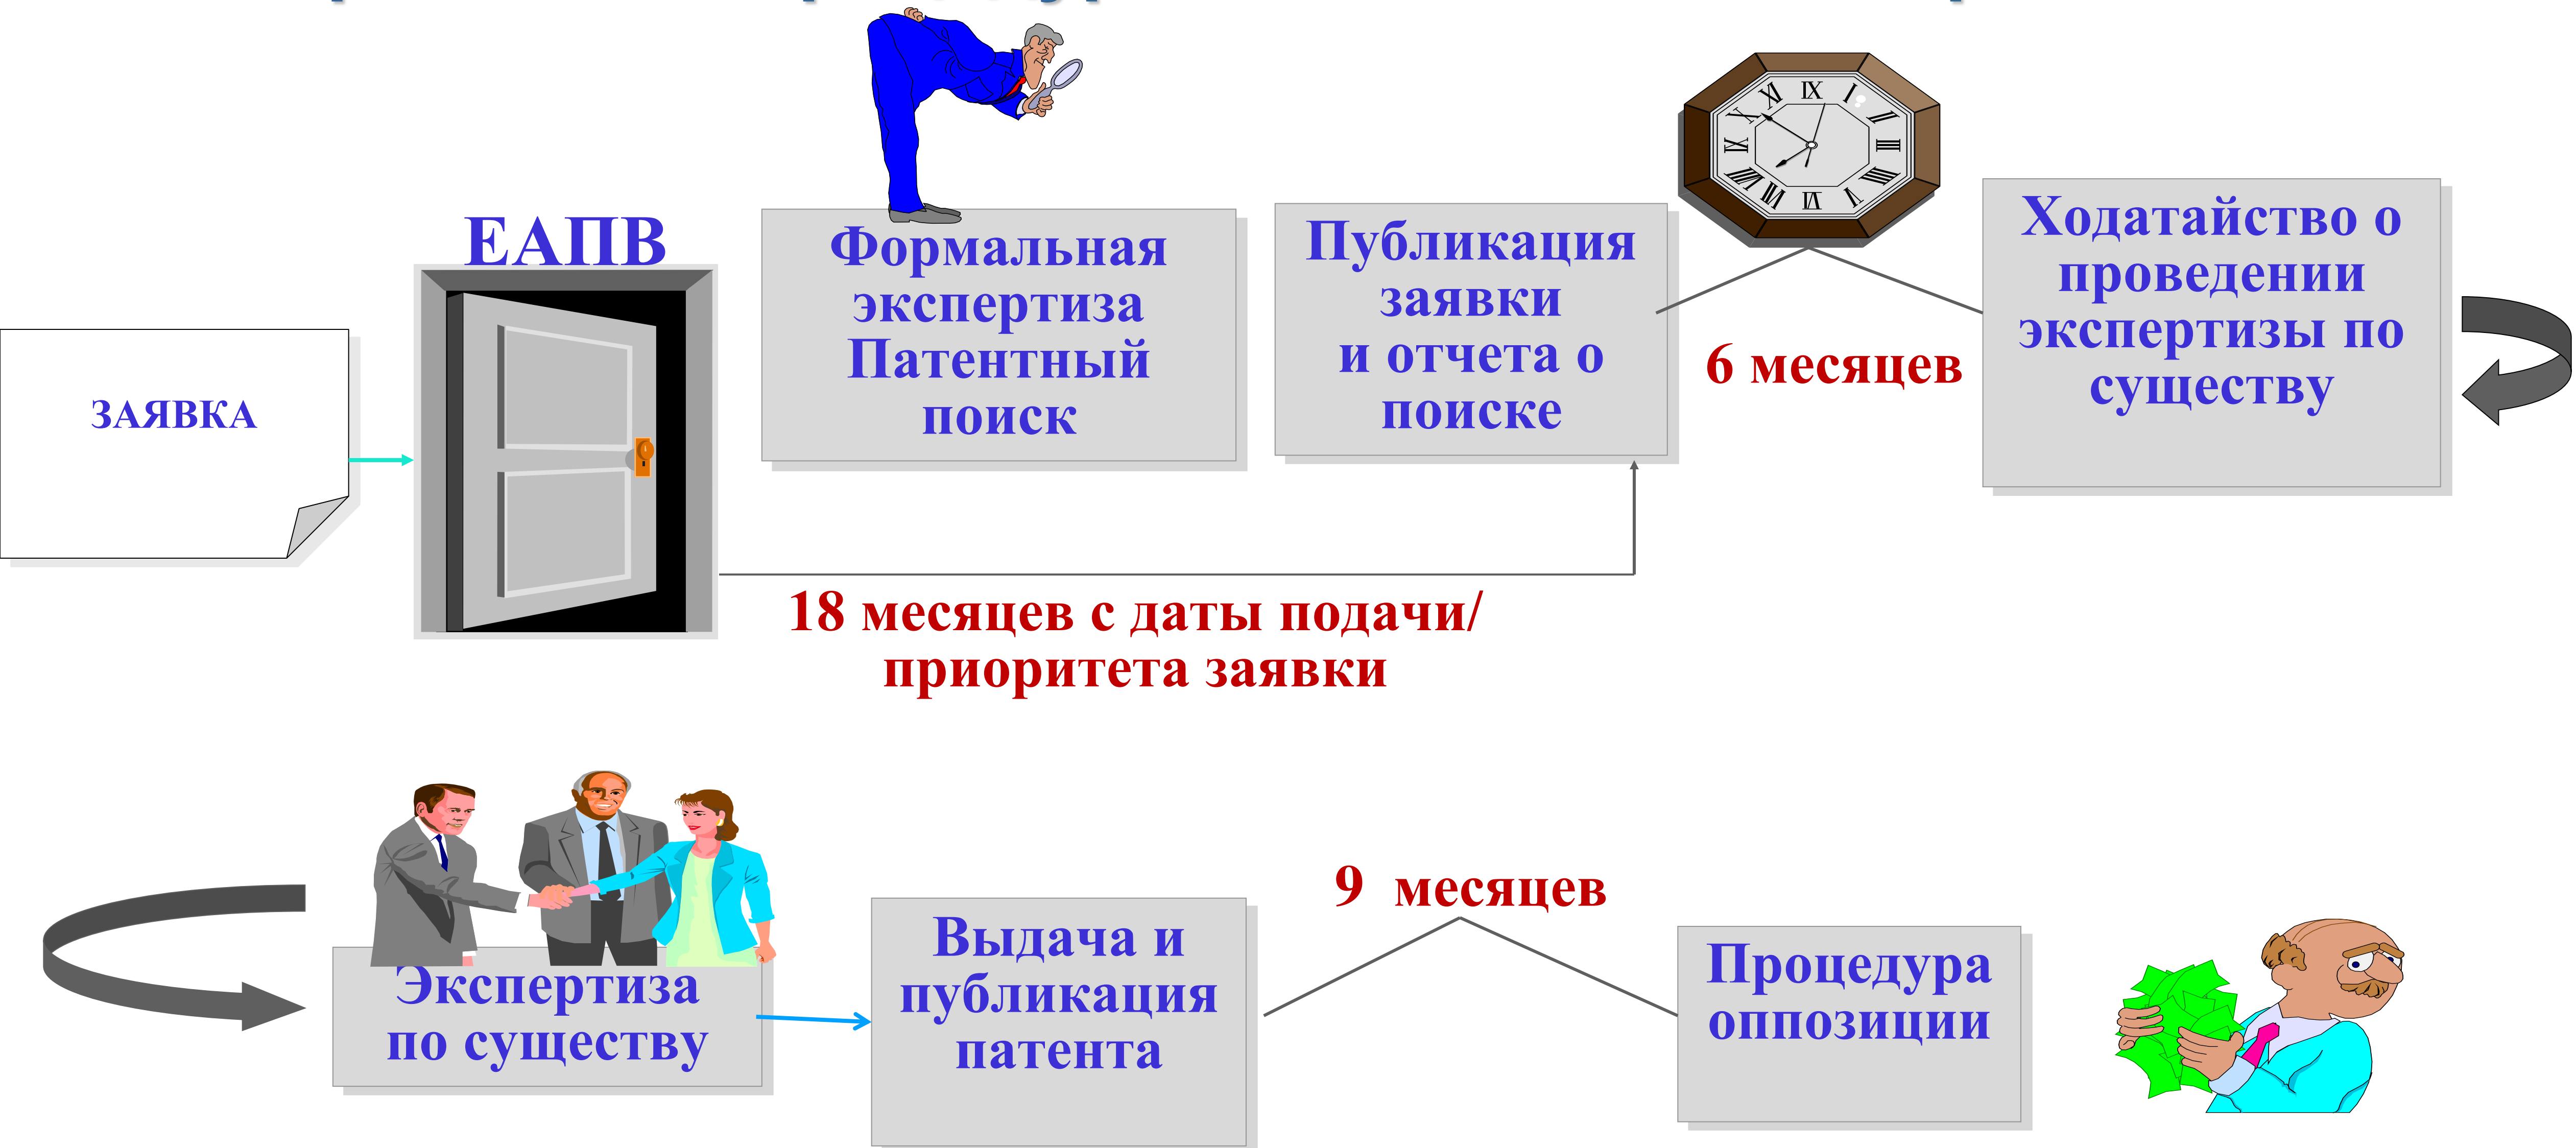 ЕАПВ
ЗАЯВКА
Формальная
экспертиза
Патентный
поиск
Публикация
заявки
и отчета о
поиске
6 месяцев
Ходатайство о
проведении
экспертизы по
существу
18 месяцев с даты подачи/
приоритета заявки
Экспертиза
по существу
Выдача и
публикация
патента
9 месяцев
Процедура
оппозиции